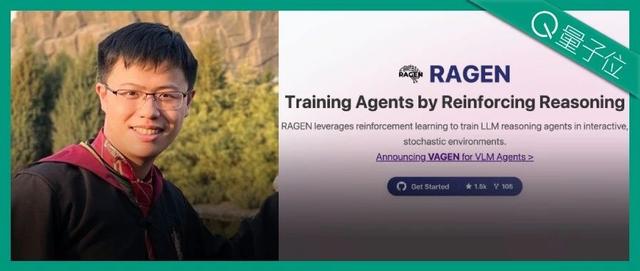 量子位
RAGEN
RAGEN
Training Agents by Reinforcing Reasoning
RAGEN leverages reinforcement learning to train LLM reasoning agents in interactive,
stochastic environments.
Announcing VAGEN for VLM Agents >
Get Started ★ 1.5k 105